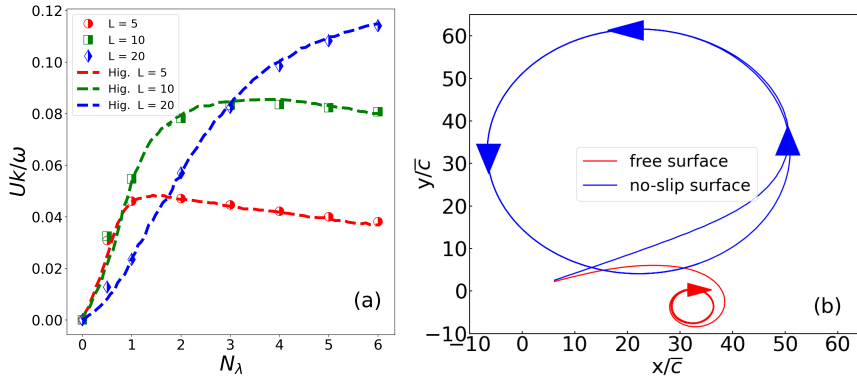 0.12
0.10
0.08
0.06
0.04
0.02
0.00
Uk/ω
L = 5
L = 10
L = 20
Hig. L = 5
Hig. L = 10
Hig. L = 20
(a)
0 1 2 3 4 5 6
N_λ
60
50
40
30
20
10
0
−10
y/c̅
free surface
no-slip surface
(b)
−10 0 10 20 30 40 50 60
x/c̅